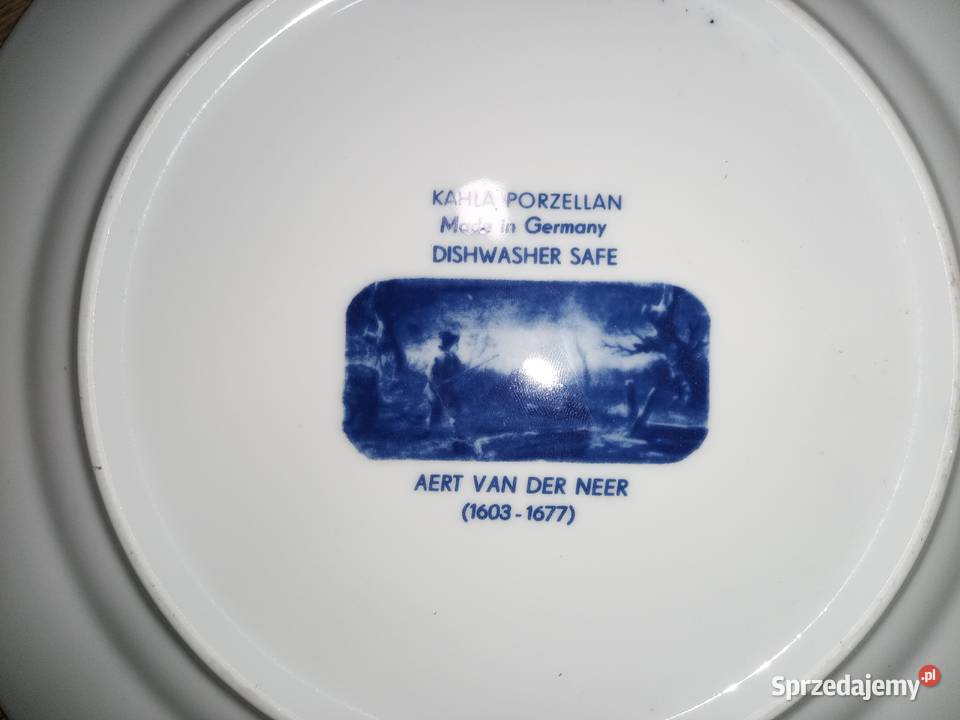 KAHLA PORZELLAN
Made in Germany
DISHWASHER SAFE
AERT VAN DER NEER
(1603-1677)
Sprzedajemy.pl